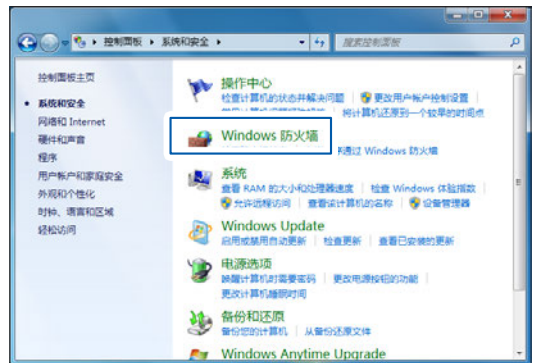 控制面板 ▸ 系统和安全 ▸
搜索控制面板
控制面板主页
系统和安全
网络和 Internet
硬件和声音
程序
用户帐户和家庭安全
外观和个性化
时钟、语言和区域
轻松访问
操作中心
检查计算机的状态并解决问题 更改用户帐户控制设置
将计算机还原到一个较早的时间点
Windows 防火墙
通过 Windows 防火墙
系统
查看 RAM 的大小和处理器速度 检查 Windows 体验指数
允许远程访问 查看该计算机的名称 设备管理器
Windows Update
启用或禁用自动更新 检查更新 查看已安装的更新
电源选项
唤醒计算机时需要密码 更改电源按钮的功能
更改计算机睡眠时间
备份和还原
备份您的计算机 从备份还原文件
Windows Anytime Upgrade